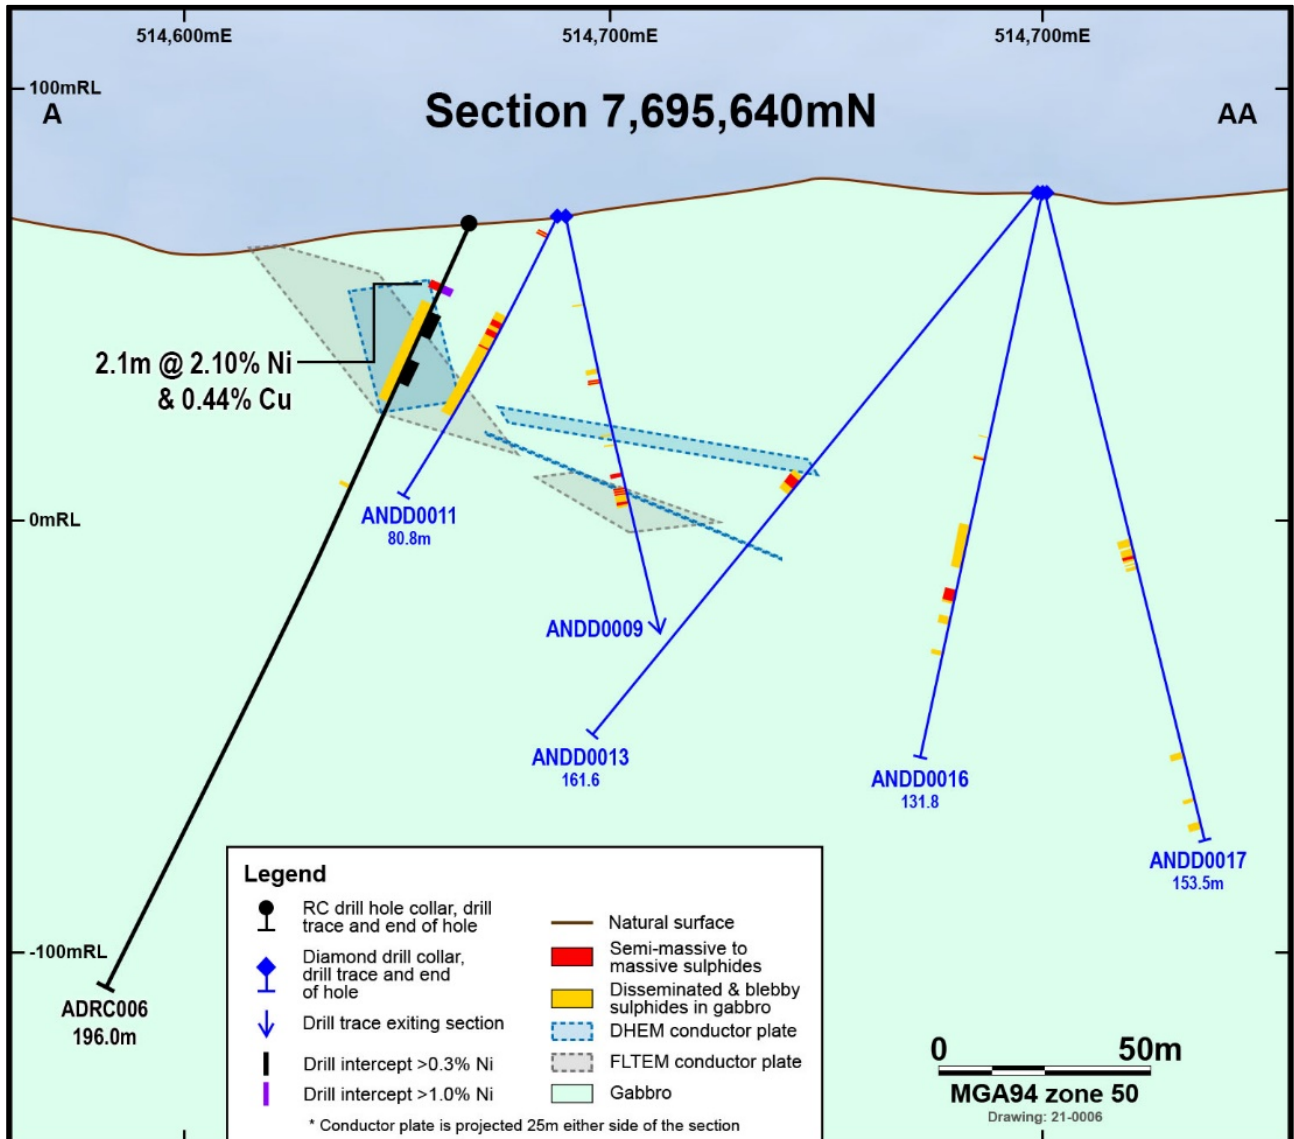 514,600mE
514,700mE
514,700mE
100mRL
A
Section 7,695,640mN
AA
2.1m @ 2.10% Ni
& 0.44% Cu
0mRL
ANDD0011
80.8m
ANDD0009
ANDD0013
161.6
ANDD0016
131.8
ANDD0017
153.5m
-100mRL
ADRC006
196.0m
Legend
RC drill hole collar, drill
trace and end of hole
Diamond drill collar,
drill trace and end
of hole
Drill trace exiting section
Drill intercept >0.3% Ni
Drill intercept >1.0% Ni
Natural surface
Semi-massive to
massive sulphides
Disseminated & blebby
sulphides in gabbro
DHEM conductor plate
FLTEM conductor plate
Gabbro
* Conductor plate is projected 25m either side of the section
0 50m
MGA94 zone 50
Drawing: 21-0006